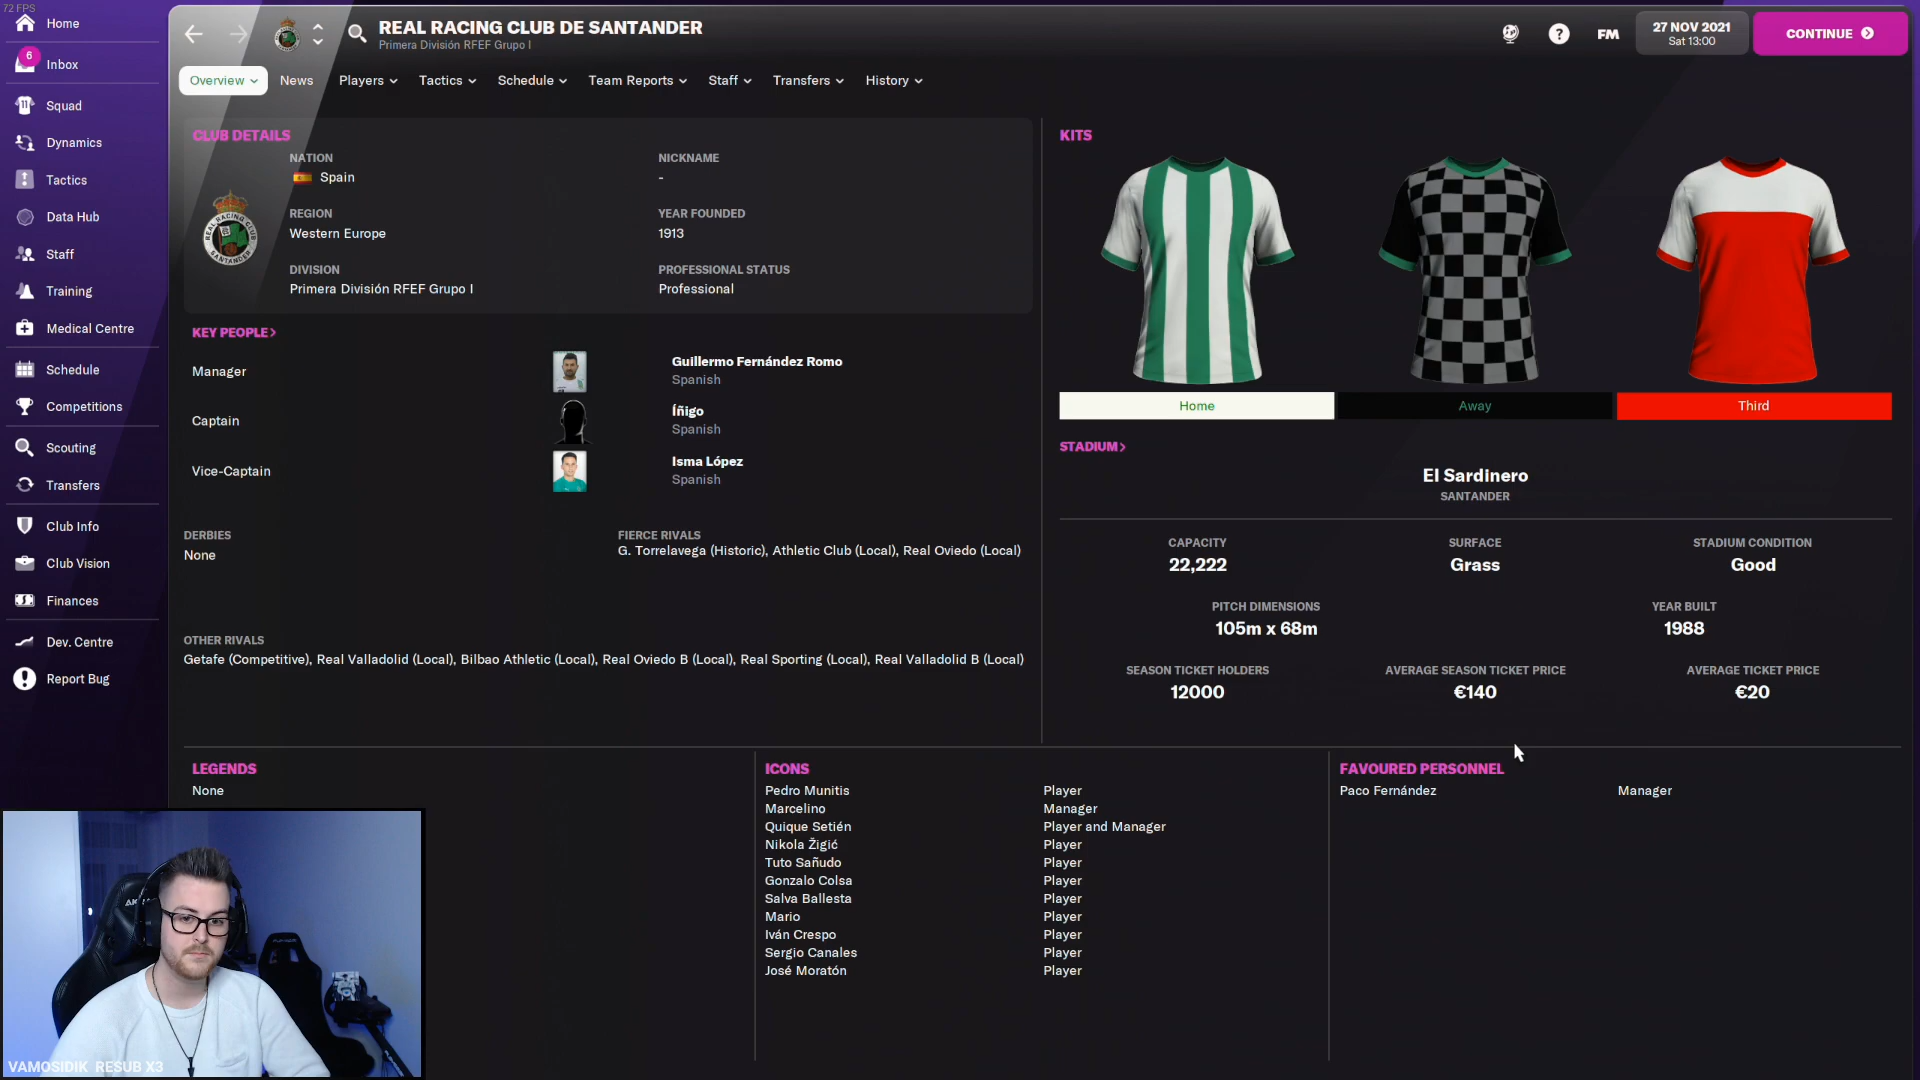 72 FPS
Home
6
Inbox
Squad
Dynamics
Tactics
Data Hub
Staff
Training
Medical Centre
Schedule
Competitions
Scouting
Transfers
Club Info
Club Vision
Finances
Dev. Centre
Report Bug
REAL RACING CLUB DE SANTANDER
Primera División RFEF Grupo I
FM
27 NOV 2021
Sat 13:00
CONTINUE
Overview
News
Players
Tactics
Schedule
Team Reports
Staff
Transfers
History
CLUB DETAILS
NATION
Spain
NICKNAME
-
REGION
Western Europe
YEAR FOUNDED
1913
DIVISION
Primera División RFEF Grupo I
PROFESSIONAL STATUS
Professional
KEY PEOPLE>
Manager
Guillermo Fernández Romo
Spanish
Captain
Íñigo
Spanish
Vice-Captain
Isma López
Spanish
DERBIES
None
FIERCE RIVALS
G. Torrelavega (Historic), Athletic Club (Local), Real Oviedo (Local)
OTHER RIVALS
Getafe (Competitive), Real Valladolid (Local), Bilbao Athletic (Local), Real Oviedo B (Local), Real Sporting (Local), Real Valladolid B (Local)
KITS
Home
Away
Third
STADIUM>
El Sardinero
SANTANDER
CAPACITY
22,222
SURFACE
Grass
STADIUM CONDITION
Good
PITCH DIMENSIONS
105m x 68m
YEAR BUILT
1988
SEASON TICKET HOLDERS
12000
AVERAGE SEASON TICKET PRICE
€140
AVERAGE TICKET PRICE
€20
LEGENDS
None
ICONS
Pedro Munitis Player
Marcelino Manager
Quique Setién Player and Manager
Nikola Žigić Player
Tuto Sañudo Player
Gonzalo Colsa Player
Salva Ballesta Player
Mario Player
Iván Crespo Player
Sergio Canales Player
José Moratón Player
FAVOURED PERSONNEL
Paco Fernández Manager
VAMOSIDIK RESUB X3